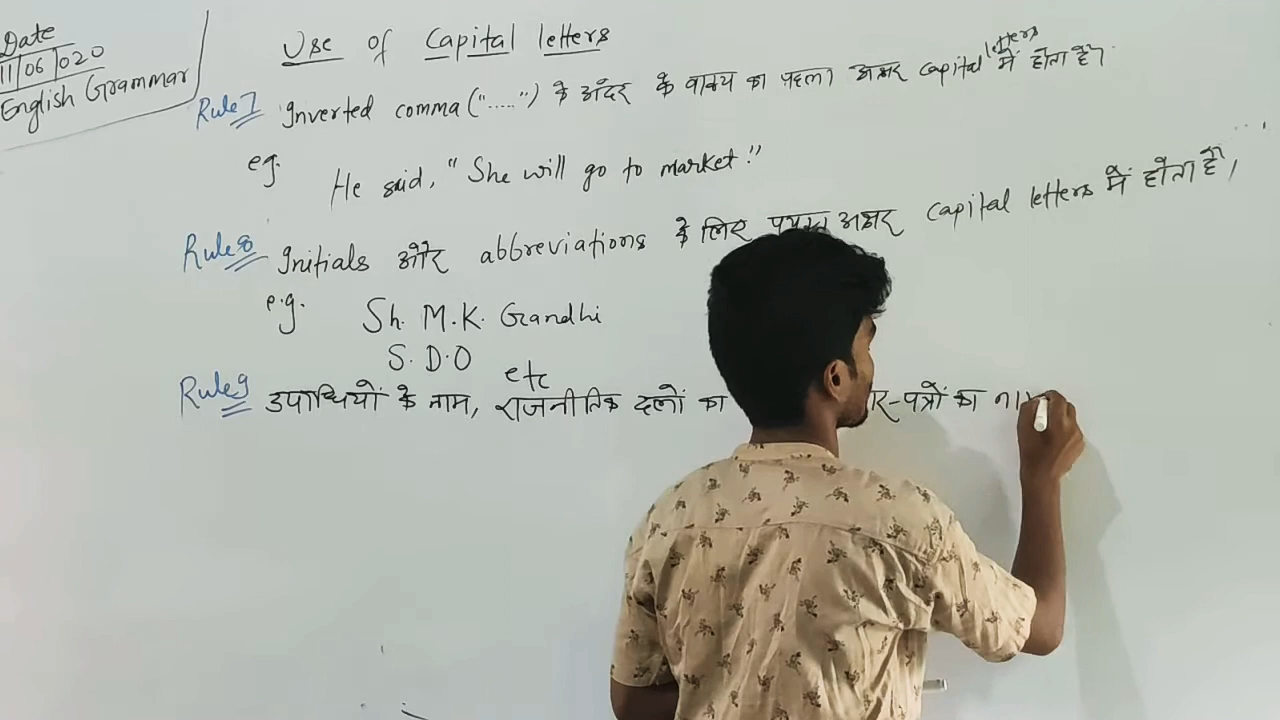 Date
11/06/020
English Grammar
Use of Capital letters
Rule 7 Inverted comma (".....") के अंदर के वाक्य का पहला अक्षर capital letters में होता है।
eg. He said, "She will go to market."
Rule 8 Initials और abbreviations के लिए अक्षर capital letters में होता है,
e.g. Sh. M.K. Gandhi
S.D.O etc
Rule 9 उपाधियों के नाम, राजनीतिक दलों का र-पत्रों का